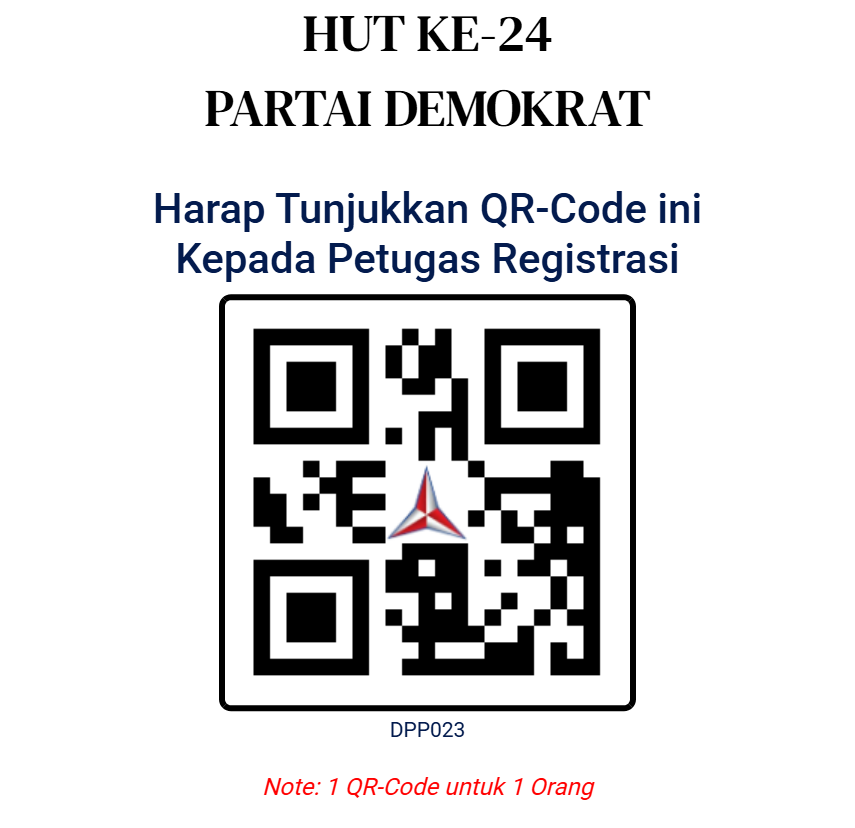 HUT KE-24
PARTAI DEMOKRAT
Harap Tunjukkan QR-Code ini
Kepada Petugas Registrasi
DPP023
Note: 1 QR-Code untuk 1 Orang